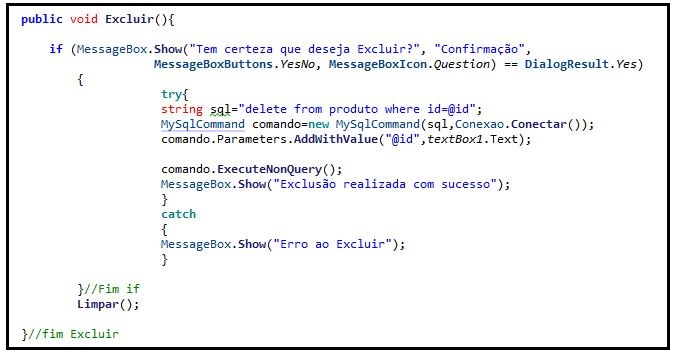 public void Excluir(){
if (MessageBox.Show("Tem certeza que deseja Excluir?", "Confirmação",
MessageBoxButtons.YesNo, MessageBoxIcon.Question) == DialogResult.Yes)
{
try{
string sql="delete from produto where id=@id";
MySqlCommand comando=new MySqlCommand(sql,Conexao.Conectar());
comando.Parameters.AddWithValue("@id",textBox1.Text);
comando.ExecuteNonQuery();
MessageBox.Show("Exclusão realizada com sucesso");
}
catch
{
MessageBox.Show("Erro ao Excluir");
}
}//Fim if
Limpar();
}//fim Excluir